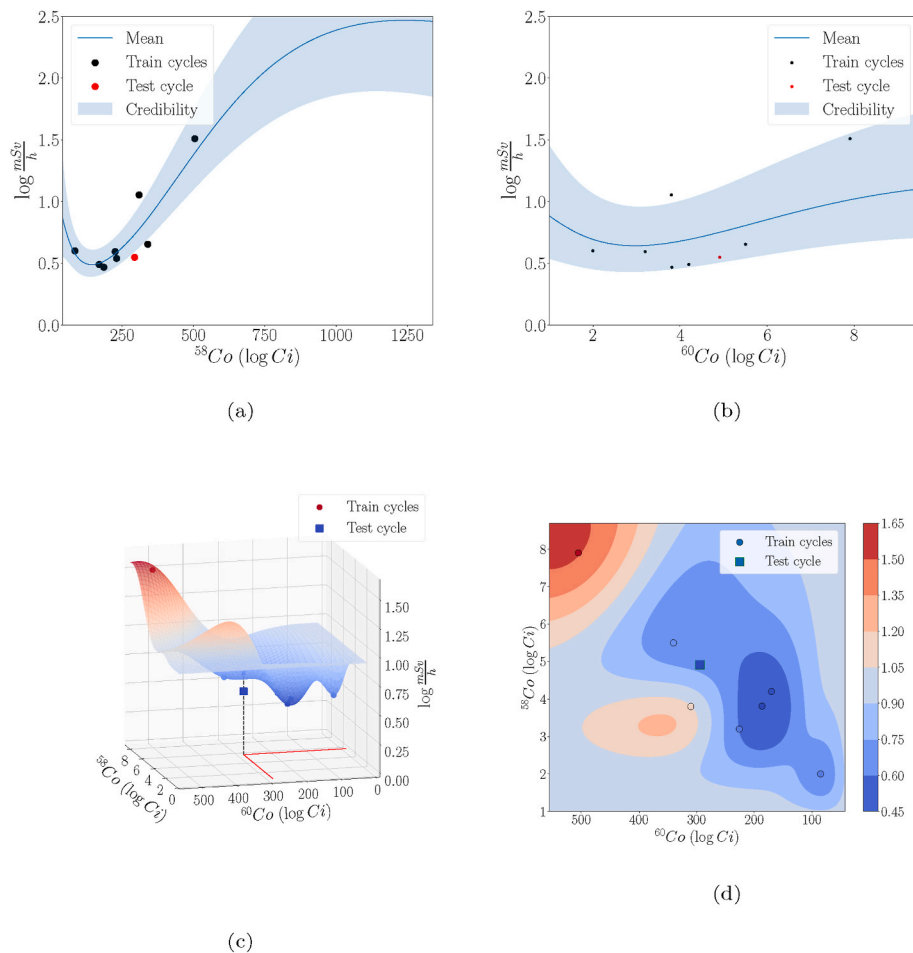 2.5
2.0
1.5
1.0
0.5
0.0
log mSv/h
Mean
Train cycles
Test cycle
Credibility
250 500 750 1000 1250
58Co (log Ci)
(a)
2.5
2.0
1.5
1.0
0.5
0.0
log mSv/h
Mean
Train cycles
Test cycle
Credibility
2 4 6 8
60Co (log Ci)
(b)
Train cycles
Test cycle
1.50
1.25
1.00
0.75
0.50
0.25
0.00
log mSv/h
8 6 4 2 0
58Co (log Ci)
500 400 300 200 100 0
60Co (log Ci)
(c)
Train cycles
Test cycle
8
7
6
5
4
3
2
1
58Co (log Ci)
500 400 300 200 100
60Co (log Ci)
1.65
1.50
1.35
1.20
1.05
0.90
0.75
0.60
0.45
(d)